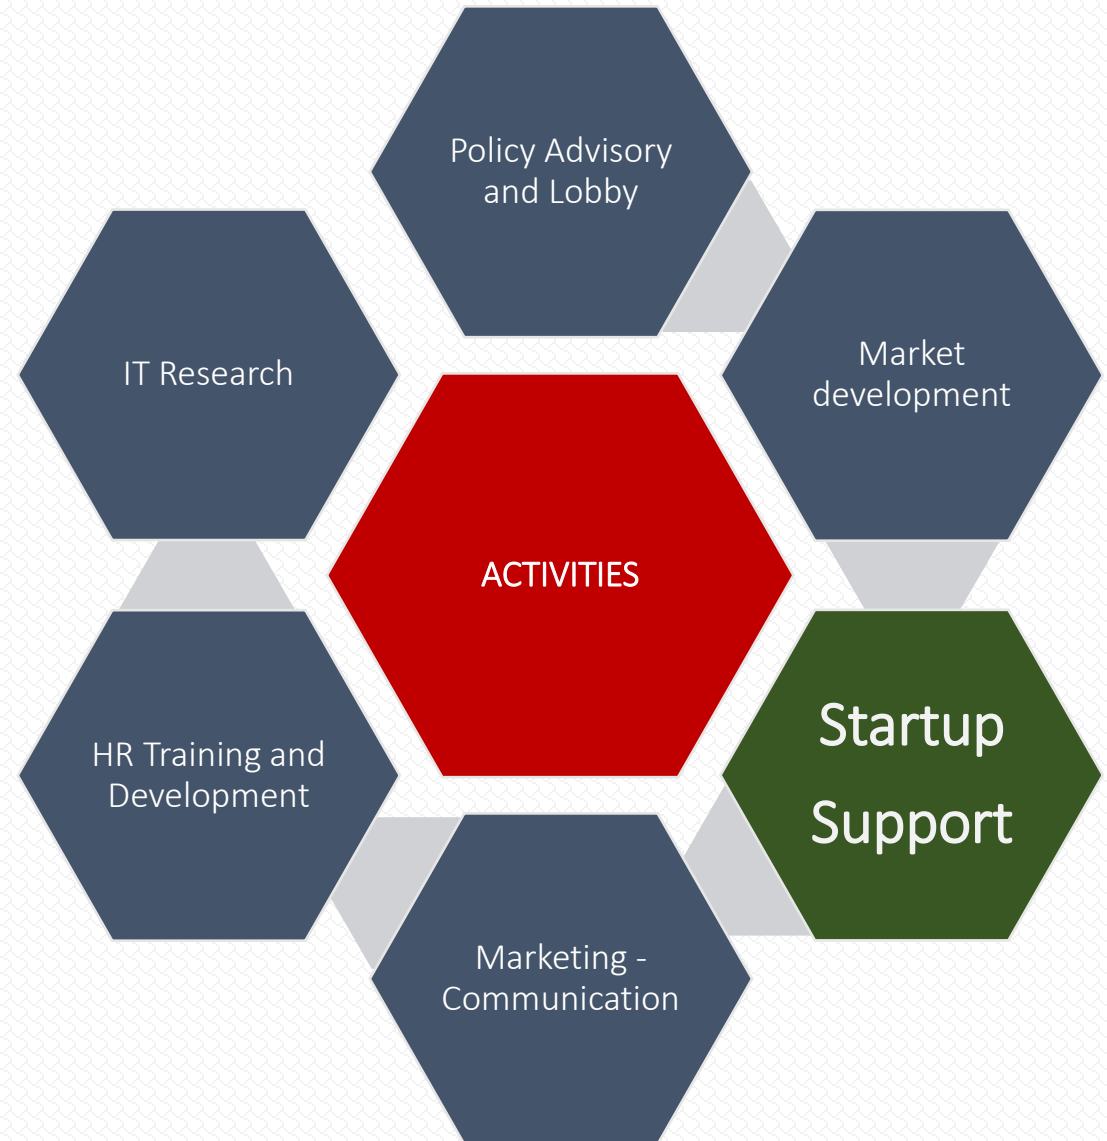 Policy Advisory
and Lobby
Market
development
Startup
Support
Marketing -
Communication
HR Training and
Development
IT Research
ACTIVITIES